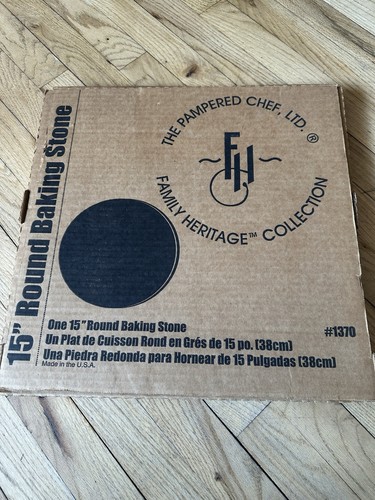 15" Round Baking Stone
THE PAMPERED CHEF, LTD. ®
FH
FAMILY HERITAGE™ COLLECTION
One 15" Round Baking Stone
#1370
Un Plat de Cuisson Rond en Grés de 15 po. (38cm)
Una Piedra Redonda para Hornear de 15 Pulgadas (38cm)
Made in the U.S.A.